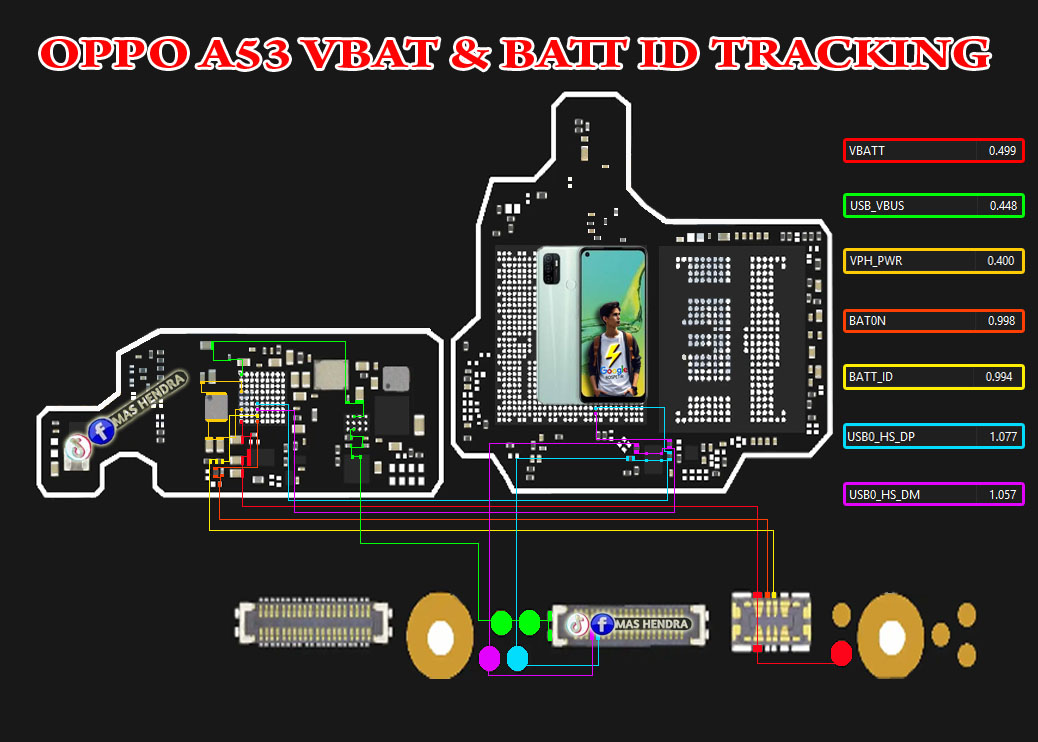 OPPO A53 VBAT & BATT ID TRACKING
VBATT 0.499
USB_VBUS 0.448
VPH_PWR 0.400
BAT0N 0.998
BATT_ID 0.994
USB0_HS_DP 1.077
USB0_HS_DM 1.057
Google
MAS HENDRA
MAS HENDRA